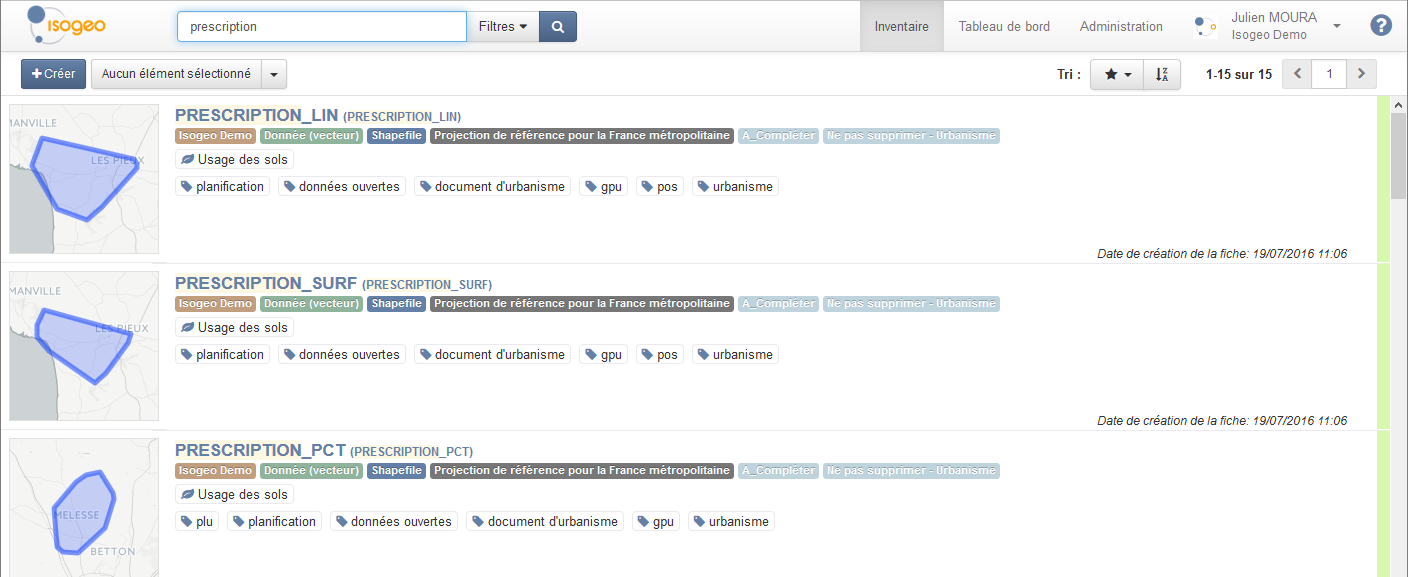 isogeo
prescription
Filtres
Inventaire
Tableau de bord
Administration
Julien MOURA
Isogeo Demo
?
+Créer
Aucun élément sélectionné
Tri :
1-15 sur 15
1
MANVILLE
LES PIEUX
PRESCRIPTION_LIN (PRESCRIPTION_LIN)
Isogeo Demo Donnée (vecteur) Shapefile Projection de référence pour la France métropolitaine A_Compléter Ne pas supprimer - Urbanisme
Usage des sols
planification données ouvertes document d'urbanisme gpu pos urbanisme
Date de création de la fiche: 19/07/2016 11:06
MANVILLE
LES PIEUX
PRESCRIPTION_SURF (PRESCRIPTION_SURF)
Isogeo Demo Donnée (vecteur) Shapefile Projection de référence pour la France métropolitaine A_Compléter Ne pas supprimer - Urbanisme
Usage des sols
planification données ouvertes document d'urbanisme gpu pos urbanisme
Date de création de la fiche: 19/07/2016 11:06
MELESSE
BETTON
PRESCRIPTION_PCT (PRESCRIPTION_PCT)
Isogeo Demo Donnée (vecteur) Shapefile Projection de référence pour la France métropolitaine A_Compléter Ne pas supprimer - Urbanisme
Usage des sols
plu planification données ouvertes document d'urbanisme gpu urbanisme